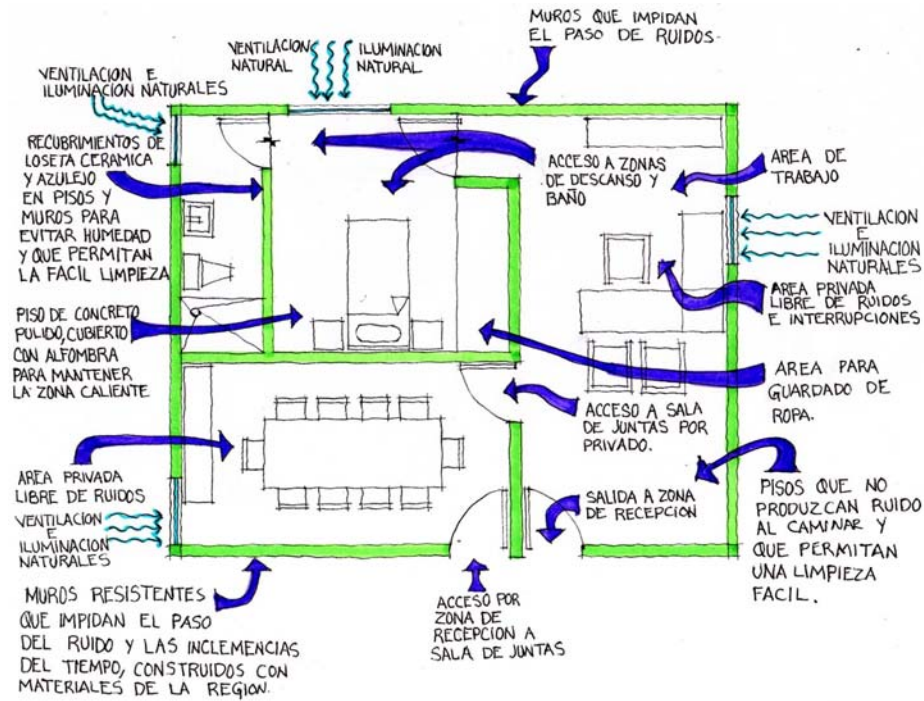 MUROS QUE IMPIDAN
EL PASO DE RUIDOS.
VENTILACION
NATURAL
ILUMINACION
NATURAL
VENTILACION E
ILUMINACION NATURALES
RECUBRIMIENTOS DE
LOSETA CERAMICA
Y AZULEJO
EN PISOS Y
MUROS PARA
EVITAR HUMEDAD
Y QUE PERMITAN
LA FACIL LIMPIEZA
ACCESO A ZONAS
DE DESCANSO Y
BAÑO
AREA DE
TRABAJO
VENTILACION
E
ILUMINACION
NATURALES
AREA PRIVADA
LIBRE DE RUIDOS
E INTERRUPCIONES
PISO DE CONCRETO
PULIDO, CUBIERTO
CON ALFOMBRA
PARA MANTENER
LA ZONA CALIENTE
AREA PARA
GUARDADO DE
ROPA.
ACCESO A SALA
DE JUNTAS POR
PRIVADO.
AREA PRIVADA
LIBRE DE RUIDOS
VENTILACION
E
ILUMINACION
NATURALES
SALIDA A ZONA
DE RECEPCION
PISOS QUE NO
PRODUZCAN RUIDO
AL CAMINAR Y
QUE PERMITAN
UNA LIMPIEZA
FACIL.
MUROS RESISTENTES
QUE IMPIDAN EL PASO
DEL RUIDO Y LAS INCLEMENCIAS
DEL TIEMPO, CONSTRUIDOS CON
MATERIALES DE LA REGION.
ACCESO POR
ZONA DE
RECEPCION A
SALA DE JUNTAS